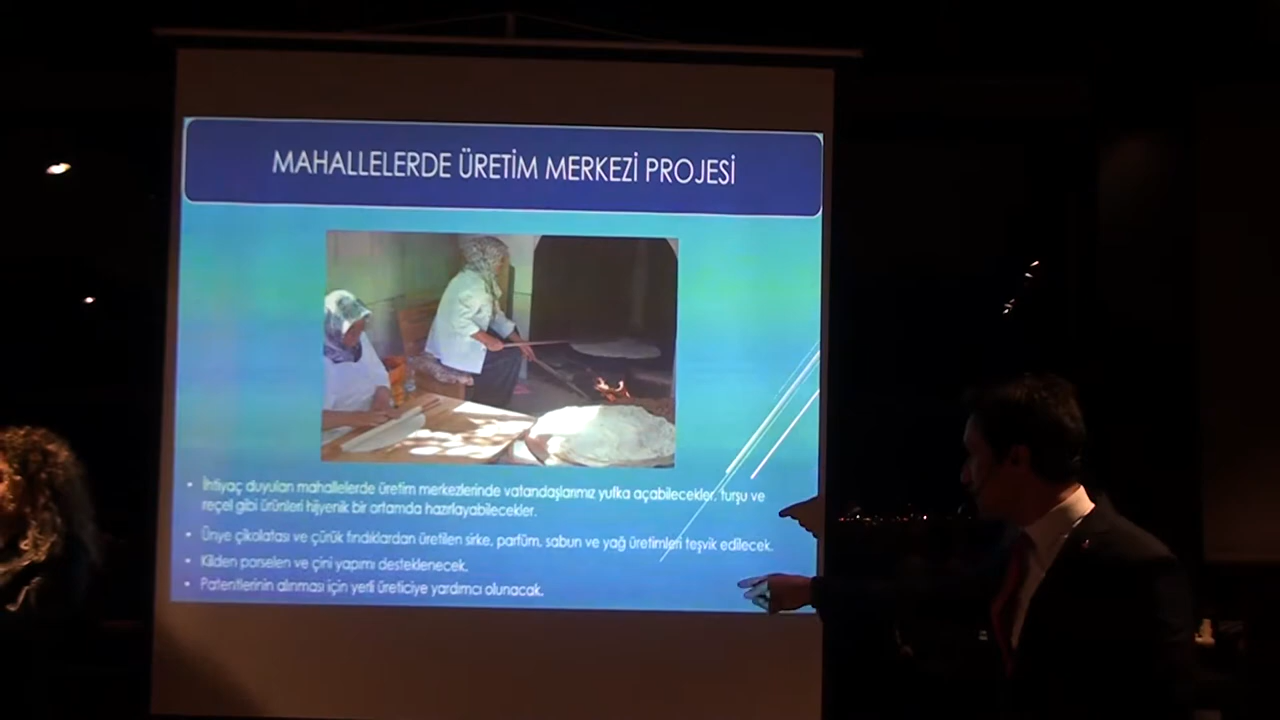 MAHALLELERDE ÜRETİM MERKEZİ PROJESİ
• İhtiyaç duyulan mahallelerde üretim merkezlerinde vatandaşlarımız yufka açabilecekler, turşu ve
reçel gibi ürünleri hijyenik bir ortamda hazırlayabilecekler.
• Ünye çikolatası ve çürük fındıklardan üretilen sirke, parfüm, sabun ve yağ üretimleri teşvik edilecek.
• Kilden porselen ve çini yapımı desteklenecek.
• Patentlerinin alınması için yerli üreticiye yardımcı olunacak.